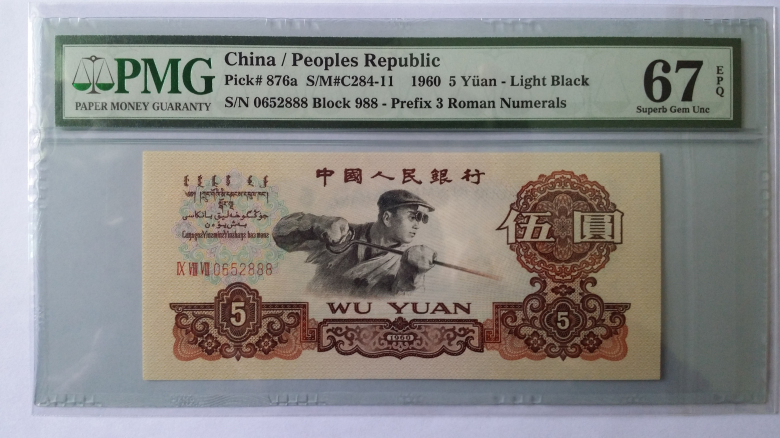 PMG
PAPER MONEY GUARANTY
China / Peoples Republic
Pick# 876a S/M#C284-11 1960 5 Yüan - Light Black
S/N 0652888 Block 988 - Prefix 3 Roman Numerals
67 EPQ
Superb Gem Unc
中國人民銀行
伍圓
IX VIII VIII 0652888
WU YUAN
5
1960
5